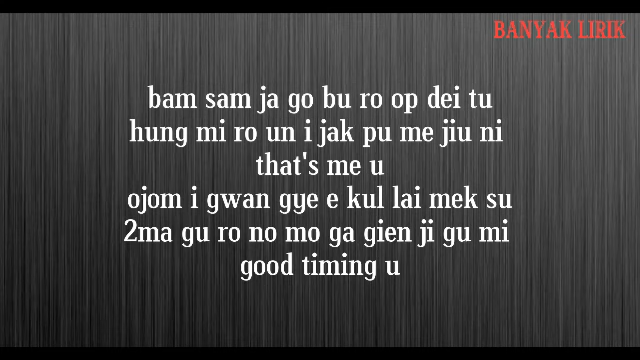 BANYAK LIRIK
bam sam ja go bu ro op dei tu
hung mi ro un i jak pu me jiu ni
that's me u
ojom i gwan gye e kul lai mek su
2ma gu ro no mo ga gien ji gu mi
good timing u